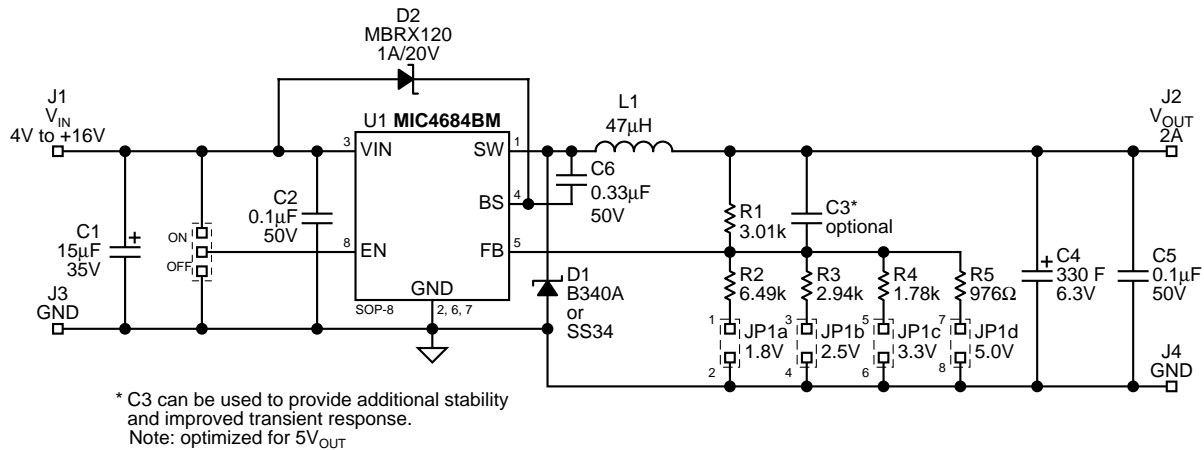 D2
MBRX120
1A/20V
J1
V_IN
4V to +16V
U1 MIC4684BM
3
VIN
SW
1
L1
47µH
J2
V_OUT
2A
C6
0.33µF
50V
BS
4
C2
0.1µF
50V
C1
15µF
35V
+
ON
OFF
8
EN
FB
5
R1
3.01k
C3*
optional
GND
SOP-8
2, 6, 7
D1
B340A
or
SS34
R2
6.49k
R3
2.94k
R4
1.78k
R5
976Ω
+
C4
330 F
6.3V
C5
0.1µF
50V
J3
GND
1
JP1a
1.8V
2
3
JP1b
2.5V
4
5
JP1c
3.3V
6
7
JP1d
5.0V
8
J4
GND
* C3 can be used to provide additional stability
and improved transient response.
Note: optimized for 5V_OUT